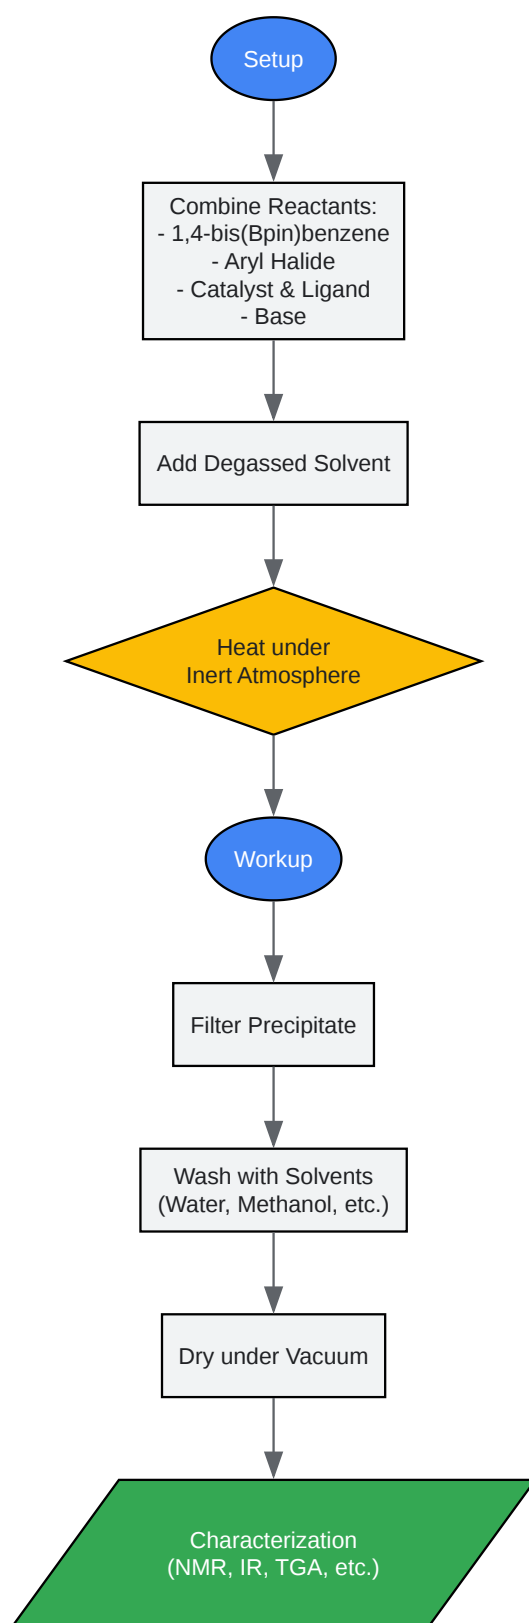 Setup
Combine Reactants:
- 1,4-bis(Bpin)benzene
- Aryl Halide
- Catalyst & Ligand
- Base
Add Degassed Solvent
Heat under
Inert Atmosphere
Workup
Filter Precipitate
Wash with Solvents
(Water, Methanol, etc.)
Dry under Vacuum
Characterization
(NMR, IR, TGA, etc.)